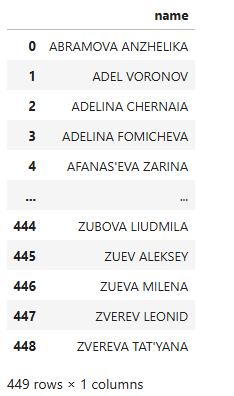 name
0 ABRAMOVA ANZHELIKA
1 ADEL VORONOV
2 ADELINA CHERNAIA
3 ADELINA FOMICHEVA
4 AFANAS'EVA ZARINA
... ...
444 ZUBOVA LIUDMILA
445 ZUEV ALEKSEY
446 ZUEVA MILENA
447 ZVEREV LEONID
448 ZVEREVA TAT'YANA
449 rows × 1 columns